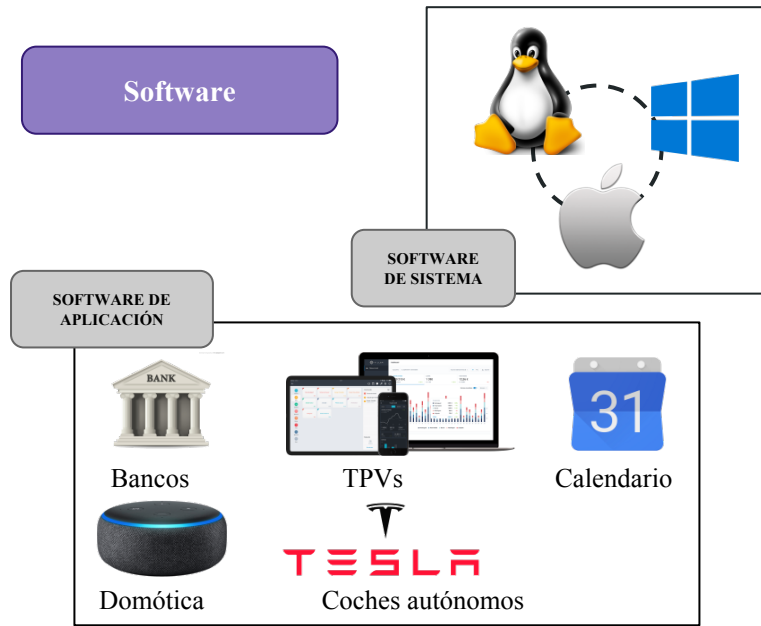 Software
SOFTWARE
DE SISTEMA
SOFTWARE DE
APLICACIÓN
BANK
31
Bancos
TPVs
Calendario
TESLA
Domótica
Coches autónomos